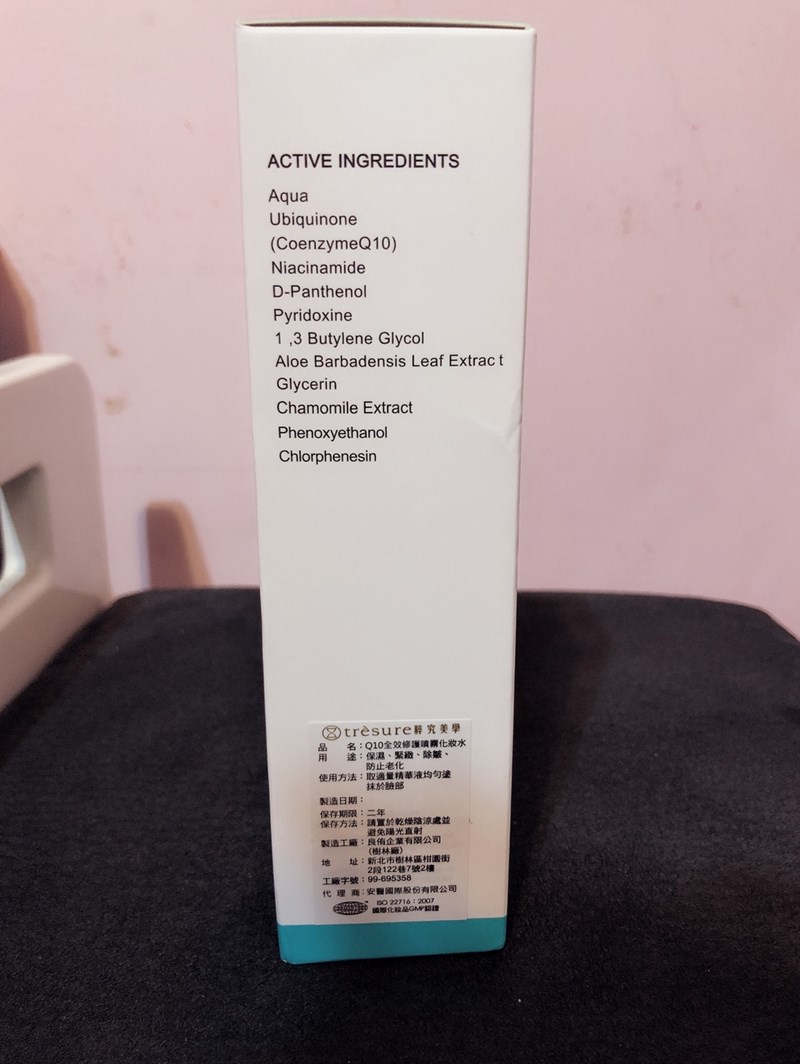 ACTIVE INGREDIENTS
Aqua
Ubiquinone
(CoenzymeQ10)
Niacinamide
D-Panthenol
Pyridoxine
1 ,3 Butylene Glycol
Aloe Barbadensis Leaf Extrac t
Glycerin
Chamomile Extract
Phenoxyethanol
Chlorphenesin
trèsure粹究美學
品 名：Q10全效修護噴霧化妝水
用 途：保濕、緊緻、除皺、
防止老化
使用方法：取適量精華液均勻塗
抹於臉部
製造日期：
保存期限：二年
保存方法：請置於乾燥陰涼處並
避免陽光直射
製造工廠：良侑企業有限公司
(樹林廠)
地 址：新北市樹林區柑園街
2段122巷7號2樓
工廠字號：99-695358
代 理 商：安醫國際股份有限公司
ISO 22716：2007
國際化妝品GMP認證